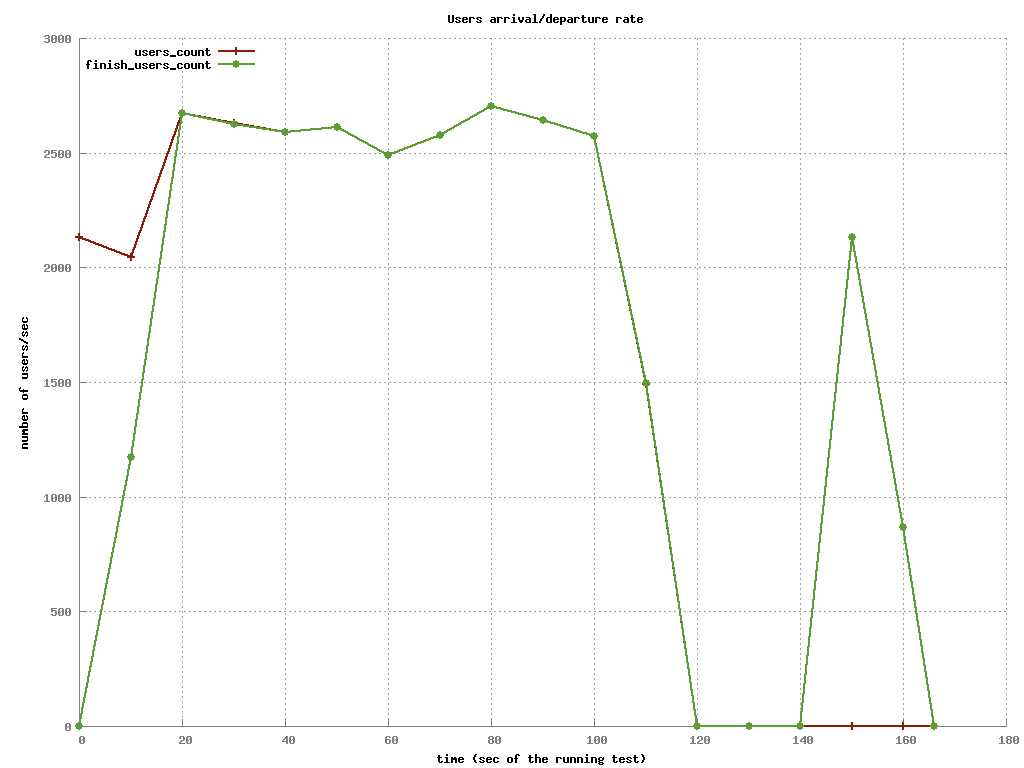 Users arrival/departure rate
3000
users_count
finish_users_count
2500
2000
number of users/sec
1500
1000
500
0
0 20 40 60 80 100 120 140 160 180
time (sec of the running test)